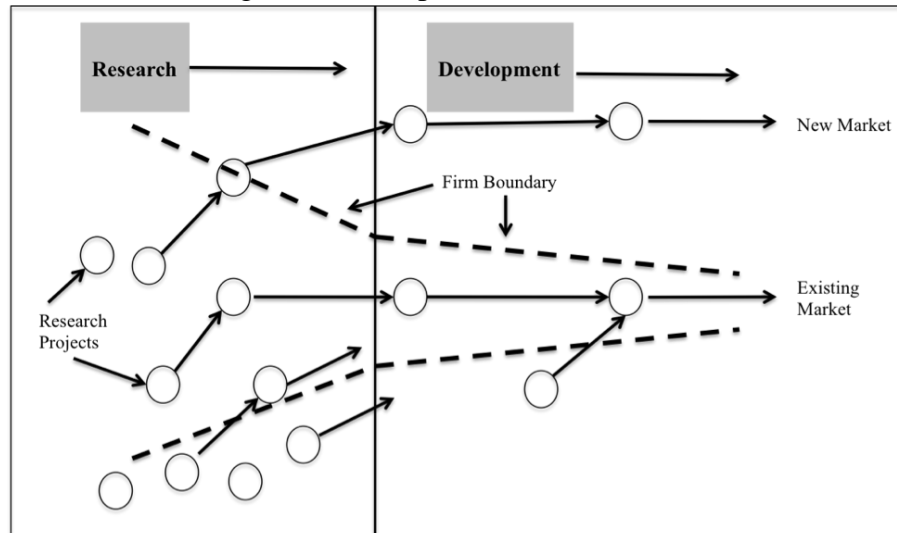 Research
Development
New Market
Firm Boundary
Existing
Market
Research
Projects